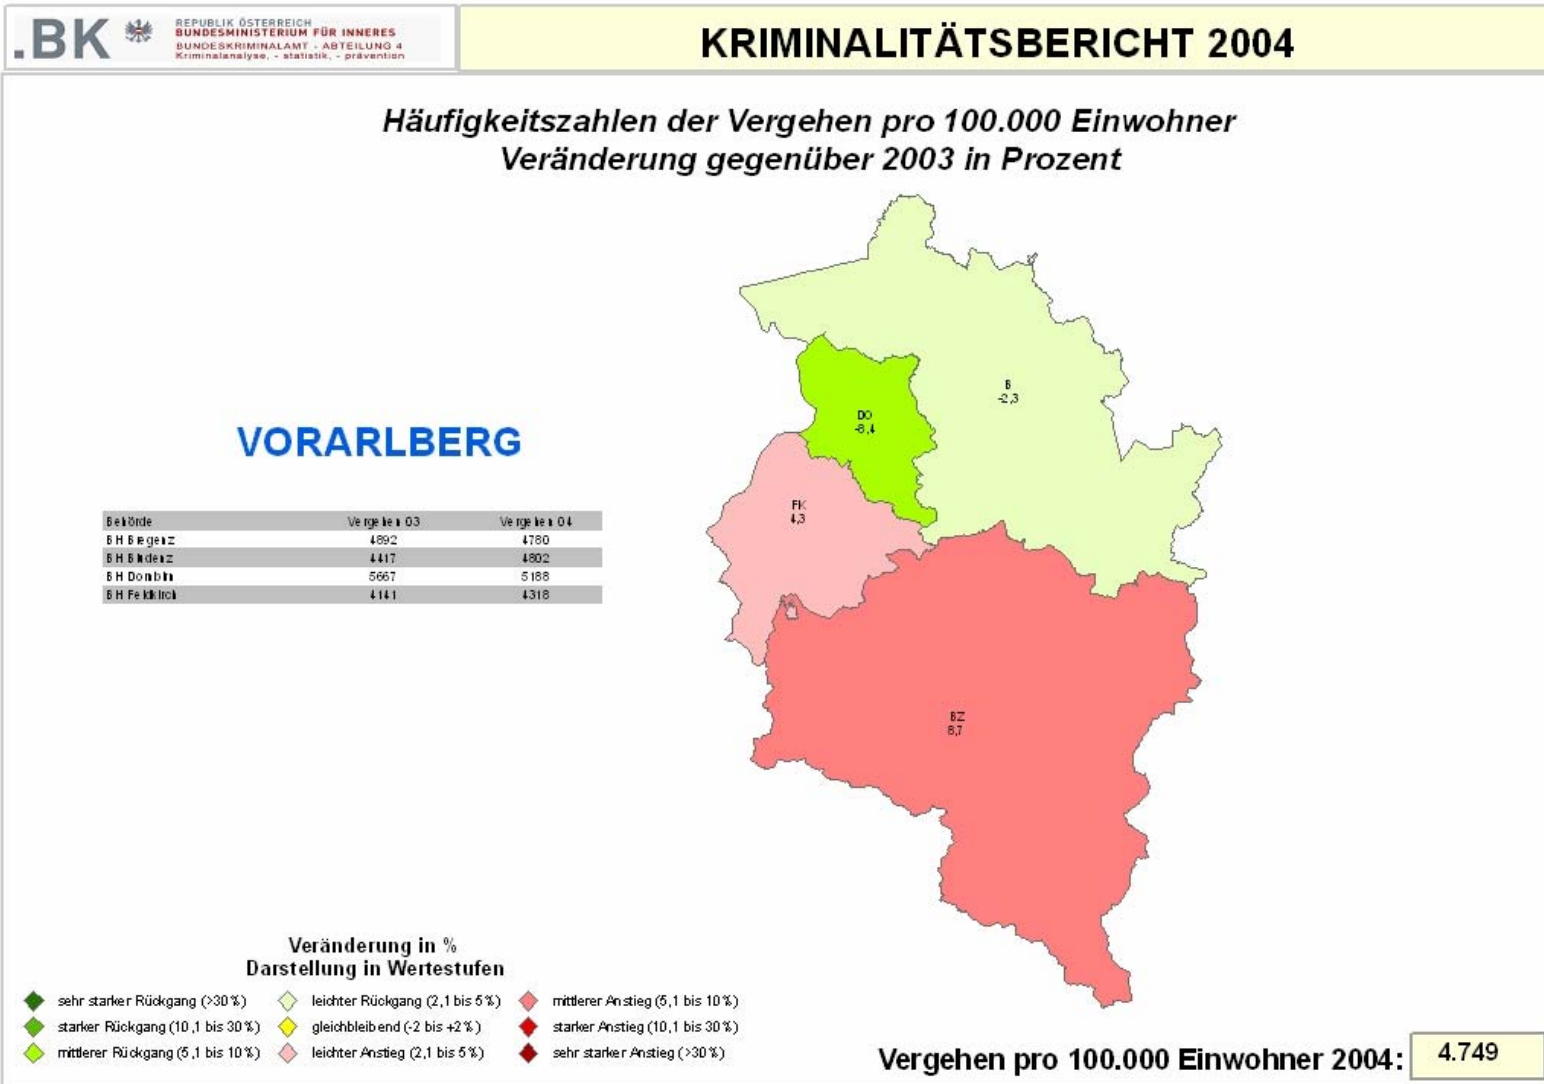 .BK
REPUBLIK ÖSTERREICH
BUNDESMINISTERIUM FÜR INNERES
BUNDESKRIMINALAMT - ABTEILUNG 4
Kriminalanalyse, - statistik, - prävention
KRIMINALITÄTSBERICHT 2004
Häufigkeitszahlen der Vergehen pro 100.000 Einwohner
Veränderung gegenüber 2003 in Prozent
B
-2,3
DO
-8,4
VORARLBERG
FK
4,3
Behörde Vergehen 03 Vergehen 04
BH Bregenz 4892 4780
BH Bludenz 4417 4802
BH Dornbirn 5667 5188
BH Feldkirch 4141 4318
BZ
8,7
Veränderung in %
Darstellung in Wertestufen
sehr starker Rückgang (>30%) leichter Rückgang (2,1 bis 5%) mittlerer Anstieg (5,1 bis 10%)
starker Rückgang (10,1 bis 30%) gleichbleibend (-2 bis +2%) starker Anstieg (10,1 bis 30%)
mittlerer Rückgang (5,1 bis 10%) leichter Anstieg (2,1 bis 5%) sehr starker Anstieg (>30%)
Vergehen pro 100.000 Einwohner 2004: 4.749